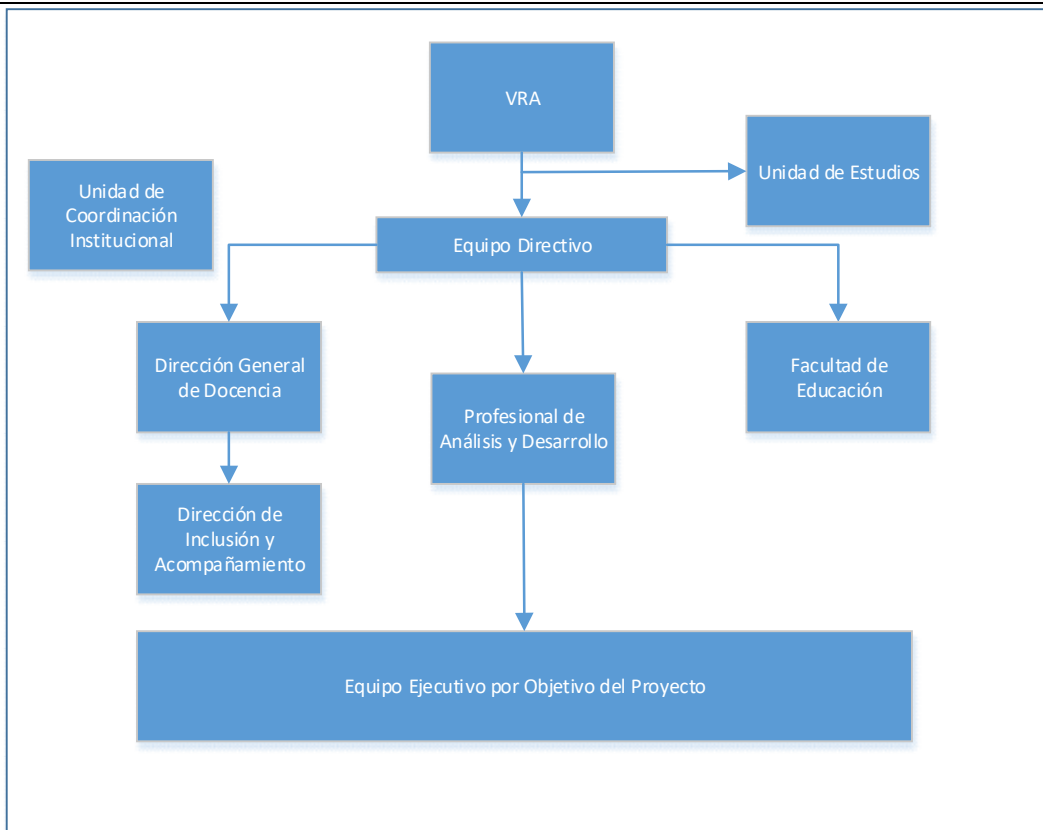 VRA
Unidad de Estudios
Unidad de
Coordinación
Institucional
Equipo Directivo
Dirección General
de Docencia
Profesional de
Análisis y Desarrollo
Facultad de
Educación
Dirección de
Inclusión y
Acompañamiento
Equipo Ejecutivo por Objetivo del Proyecto